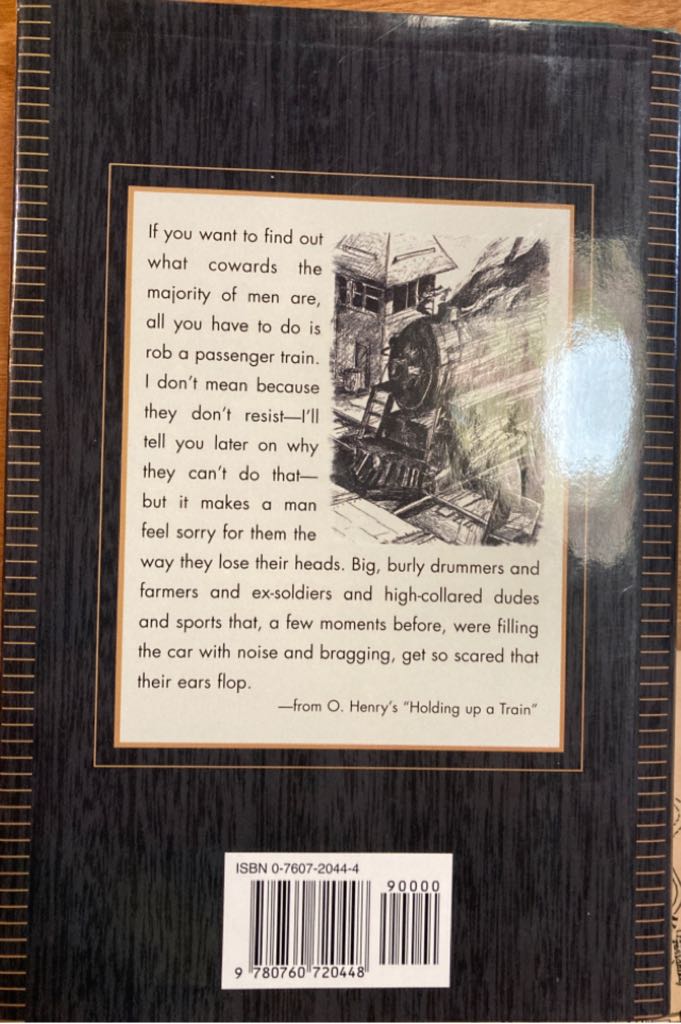 If you want to find out
what cowards the
majority of men are,
all you have to do is
rob a passenger train.
I don't mean because
they don't resist—I'll
tell you later on why
they can't do that—
but it makes a man
feel sorry for them the
way they lose their heads. Big, burly drummers and
farmers and ex-soldiers and high-collared dudes
and sports that, a few moments before, were filling
the car with noise and bragging, get so scared that
their ears flop.
—from O. Henry's "Holding up a Train"
ISBN 0-7607-2044-4
90000
9 780760 720448